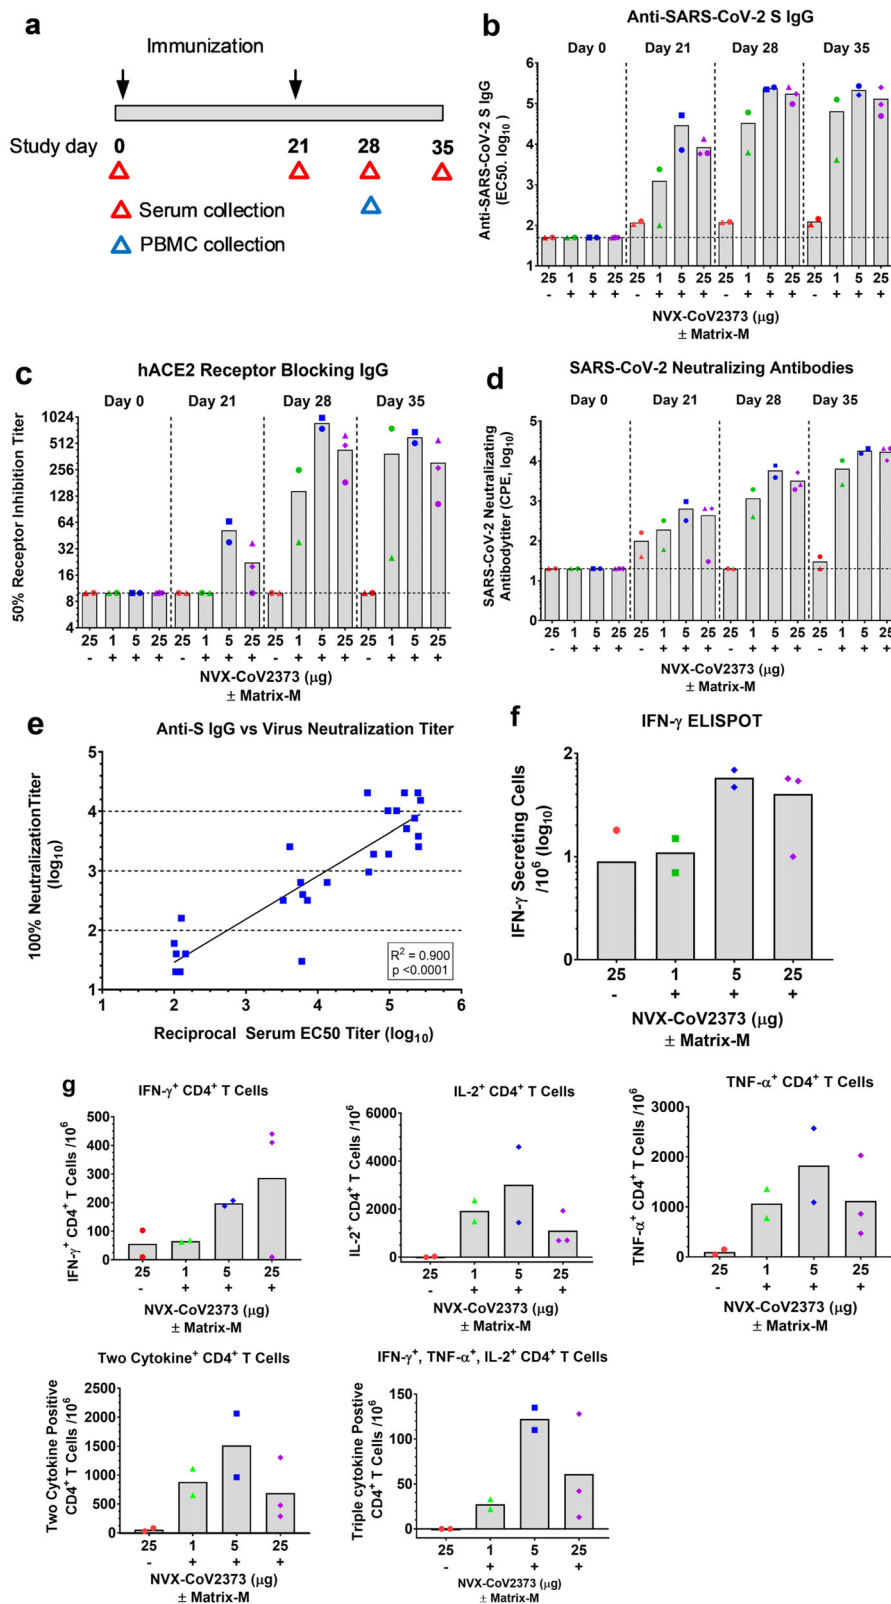 a
Immunization
Study day 0 21 28 35
Serum collection
PBMC collection
b
Anti-SARS-CoV-2 S IgG
Day 0 Day 21 Day 28 Day 35
Anti-SARS-CoV-2 S IgG
(EC50. log10)
6
5
4
3
2
1
25 1 5 25 25 1 5 25 25 1 5 25 25 1 5 25
- + + + - + + + - + + + - + + +
NVX-CoV2373 (μg)
± Matrix-M
c
hACE2 Receptor Blocking IgG
Day 0 Day 21 Day 28 Day 35
50% Receptor Inhibition Titer
1024
512
256
128
64
32
16
8
4
25 1 5 25 25 1 5 25 25 1 5 25 25 1 5 25
- + + + - + + + - + + + - + + +
NVX-CoV2373 (μg)
± Matrix-M
d
SARS-CoV-2 Neutralizing Antibodies
Day 0 Day 21 Day 28 Day 35
SARS-CoV-2 Neutralizating
Antibodytiter (CPE, log10)
5
4
3
2
1
0
25 1 5 25 25 1 5 25 25 1 5 25 25 1 5 25
- + + + - + + + - + + + - + + +
NVX-CoV2373 (μg)
± Matrix-M
e
Anti-S IgG vs Virus Neutralization Titer
100% Neutralization Titer
(log10)
5
4
3
2
1
R2 = 0.900
p <0.0001
1 2 3 4 5 6
Reciprocal Serum EC50 Titer (log10)
f
IFN-γ ELISPOT
IFN-γ Secreting Cells
/10^6 (log10)
2
1
0
25 1 5 25
- + + +
NVX-CoV2373 (μg)
± Matrix-M
g
IFN-γ+ CD4+ T Cells
IFN-γ+ CD4+ T Cells /10^6
500
400
300
200
100
0
25 1 5 25
- + + +
NVX-CoV2373 (μg)
± Matrix-M
IL-2+ CD4+ T Cells
IL-2+ CD4+ T Cells /10^6
6000
4000
2000
0
25 1 5 25
- + + +
NVX-CoV2373 (μg)
± Matrix-M
TNF-α+ CD4+ T Cells
TNF-α+ CD4+ T Cells /10^6
3000
2000
1000
0
25 1 5 25
- + + +
NVX-CoV2373 (μg)
± Matrix-M
Two Cytokine+ CD4+ T Cells
Two Cytokine Positive
CD4+ T Cells /10^6
2500
2000
1500
1000
500
0
25 1 5 25
- + + +
NVX-CoV2373 (μg)
± Matrix-M
IFN-γ+, TNF-α+, IL-2+ CD4+ T Cells
Triple cytokine Postive
CD4+ T Cells /10^6
150
100
50
0
25 1 5 25
- + + +
NVX-CoV2373 (μg)
± Matrix-M